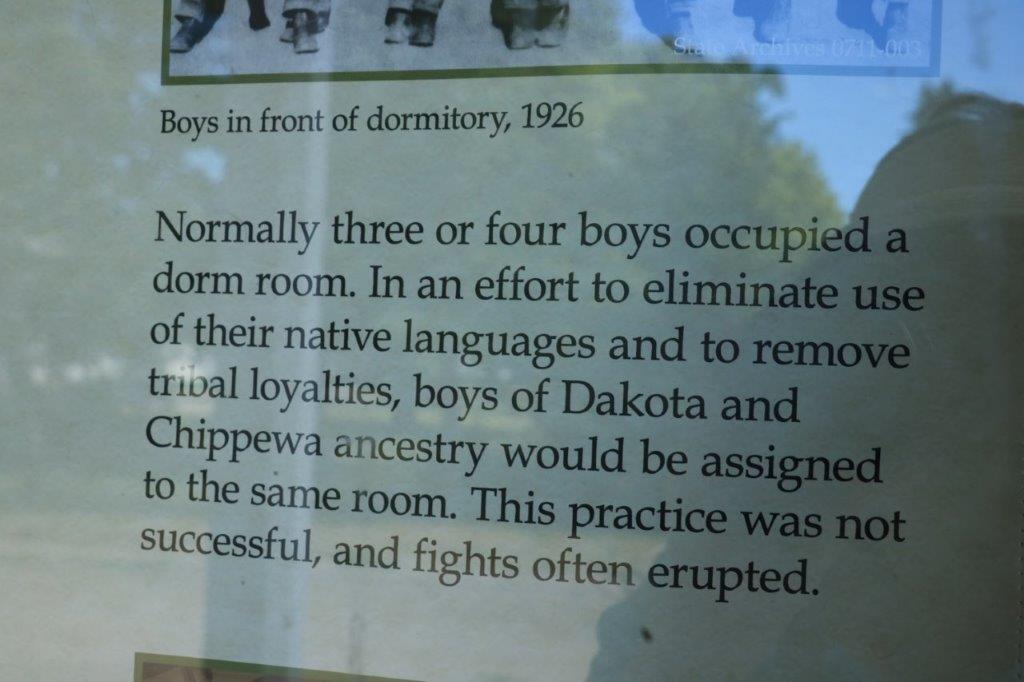 State Archives 0711-003
Boys in front of dormitory, 1926
Normally three or four boys occupied a
dorm room. In an effort to eliminate use
of their native languages and to remove
tribal loyalties, boys of Dakota and
Chippewa ancestry would be assigned
to the same room. This practice was not
successful, and fights often erupted.